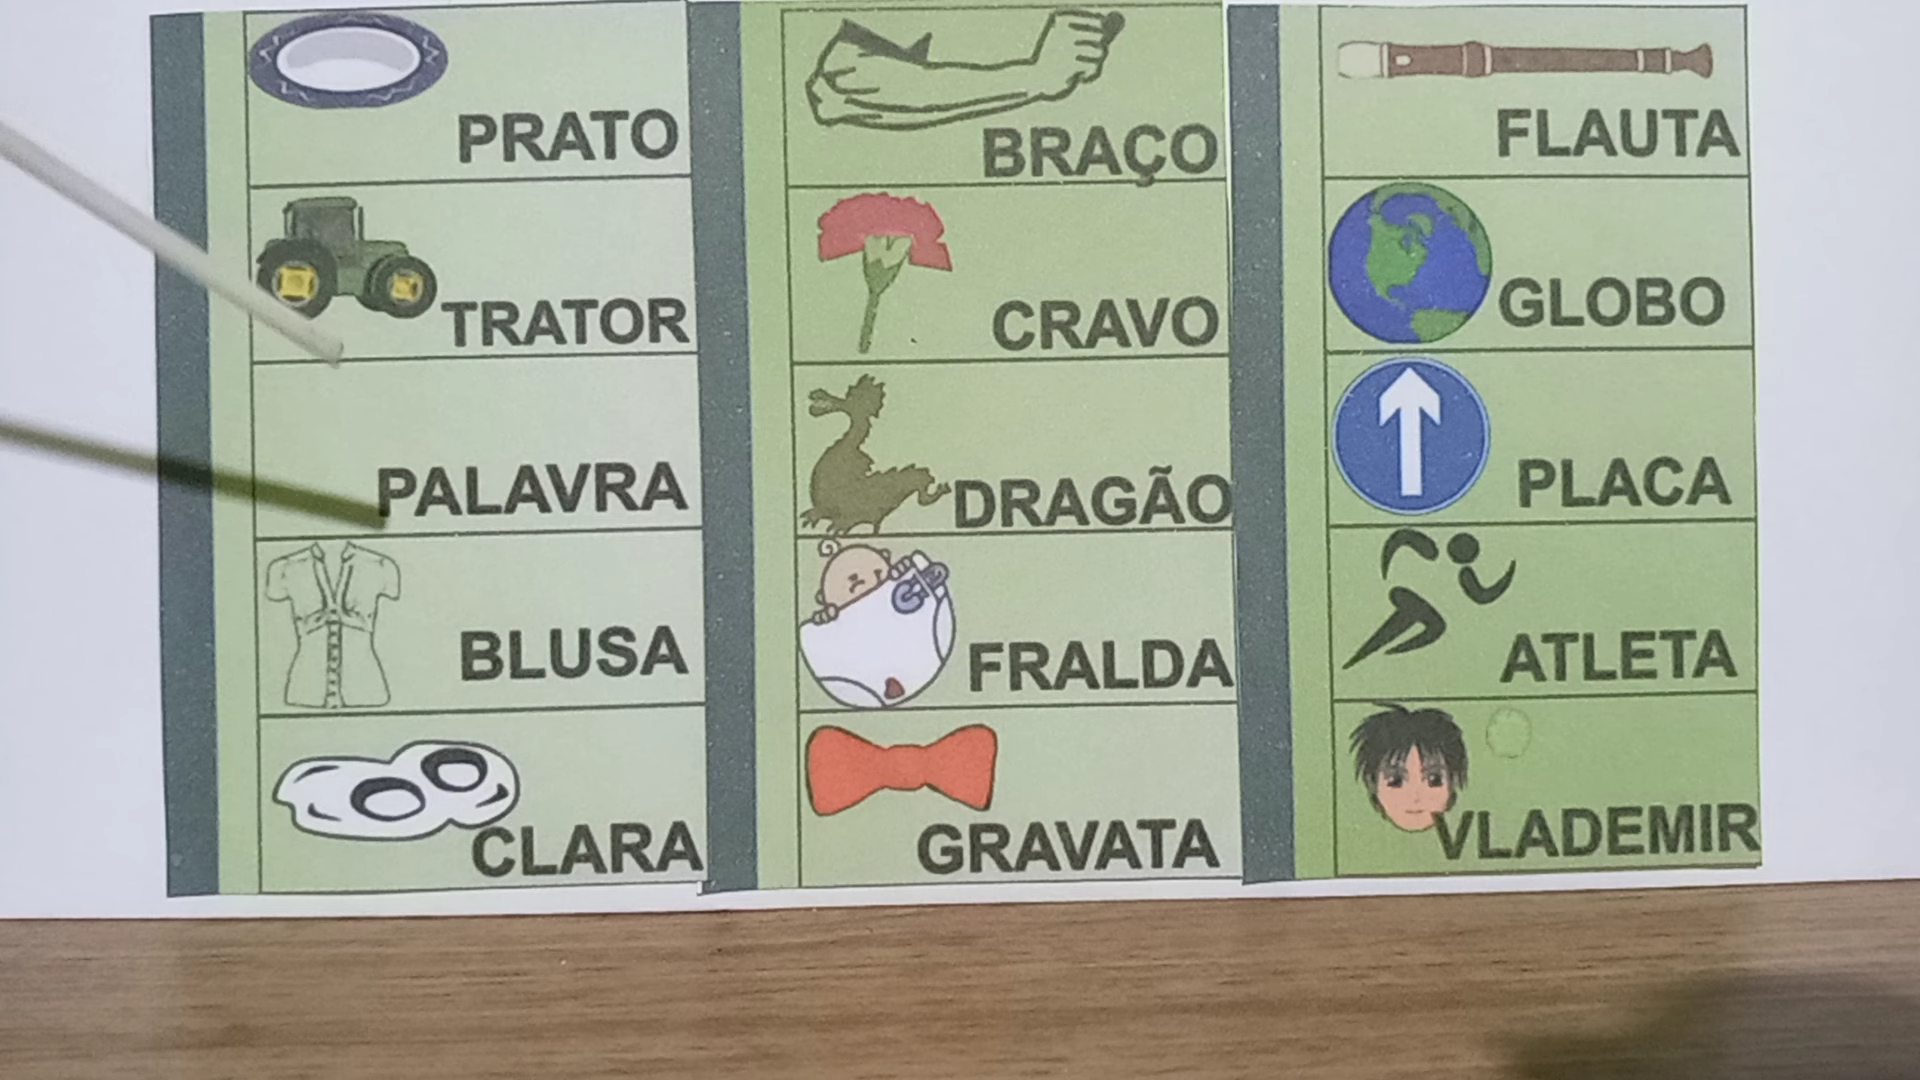 PRATO
TRATOR
PALAVRA
BLUSA
CLARA
BRAÇO
CRAVO
DRAGÃO
FRALDA
GRAVATA
FLAUTA
GLOBO
PLACA
ATLETA
VLADEMIR